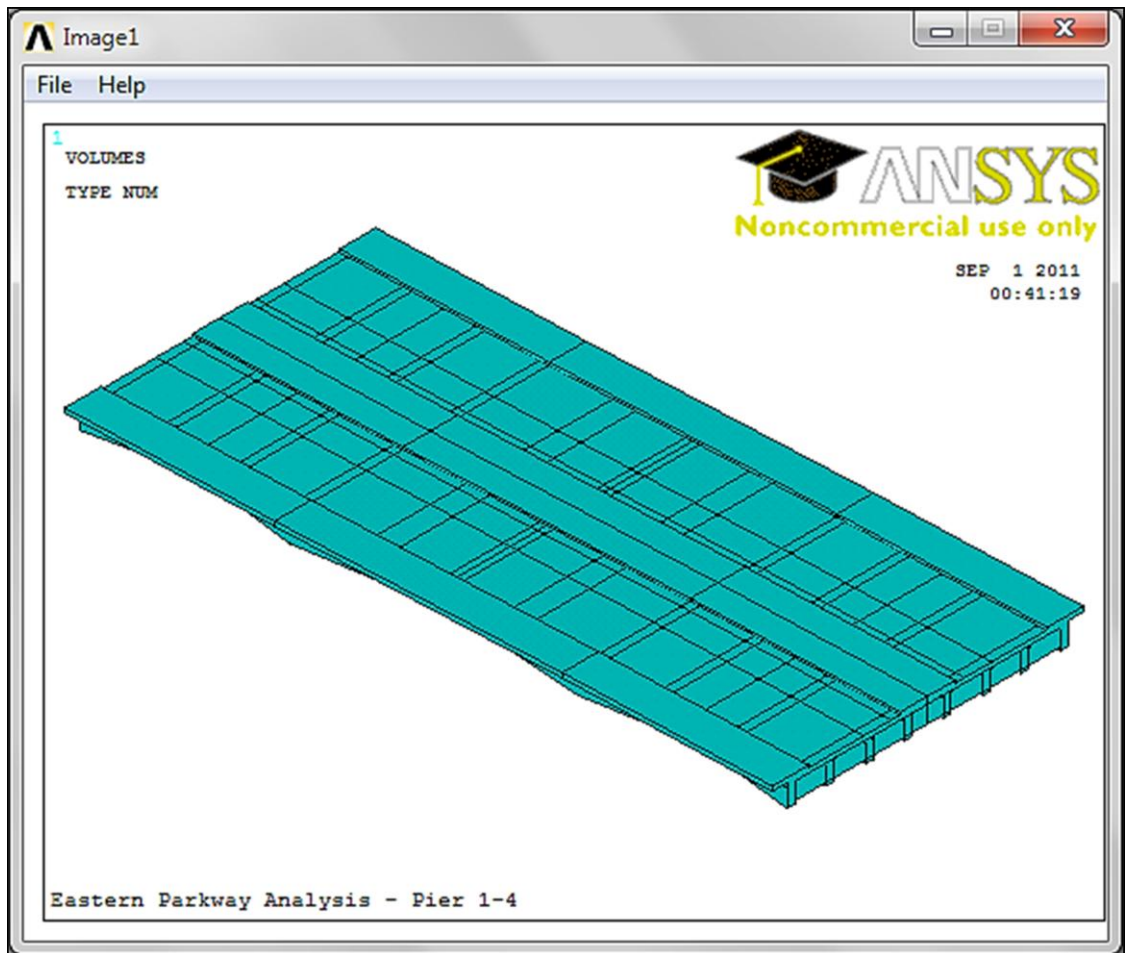 Image1
File Help
1
VOLUMES
TYPE NUM
ANSYS
Noncommercial use only
SEP 1 2011
00:41:19
Eastern Parkway Analysis - Pier 1-4